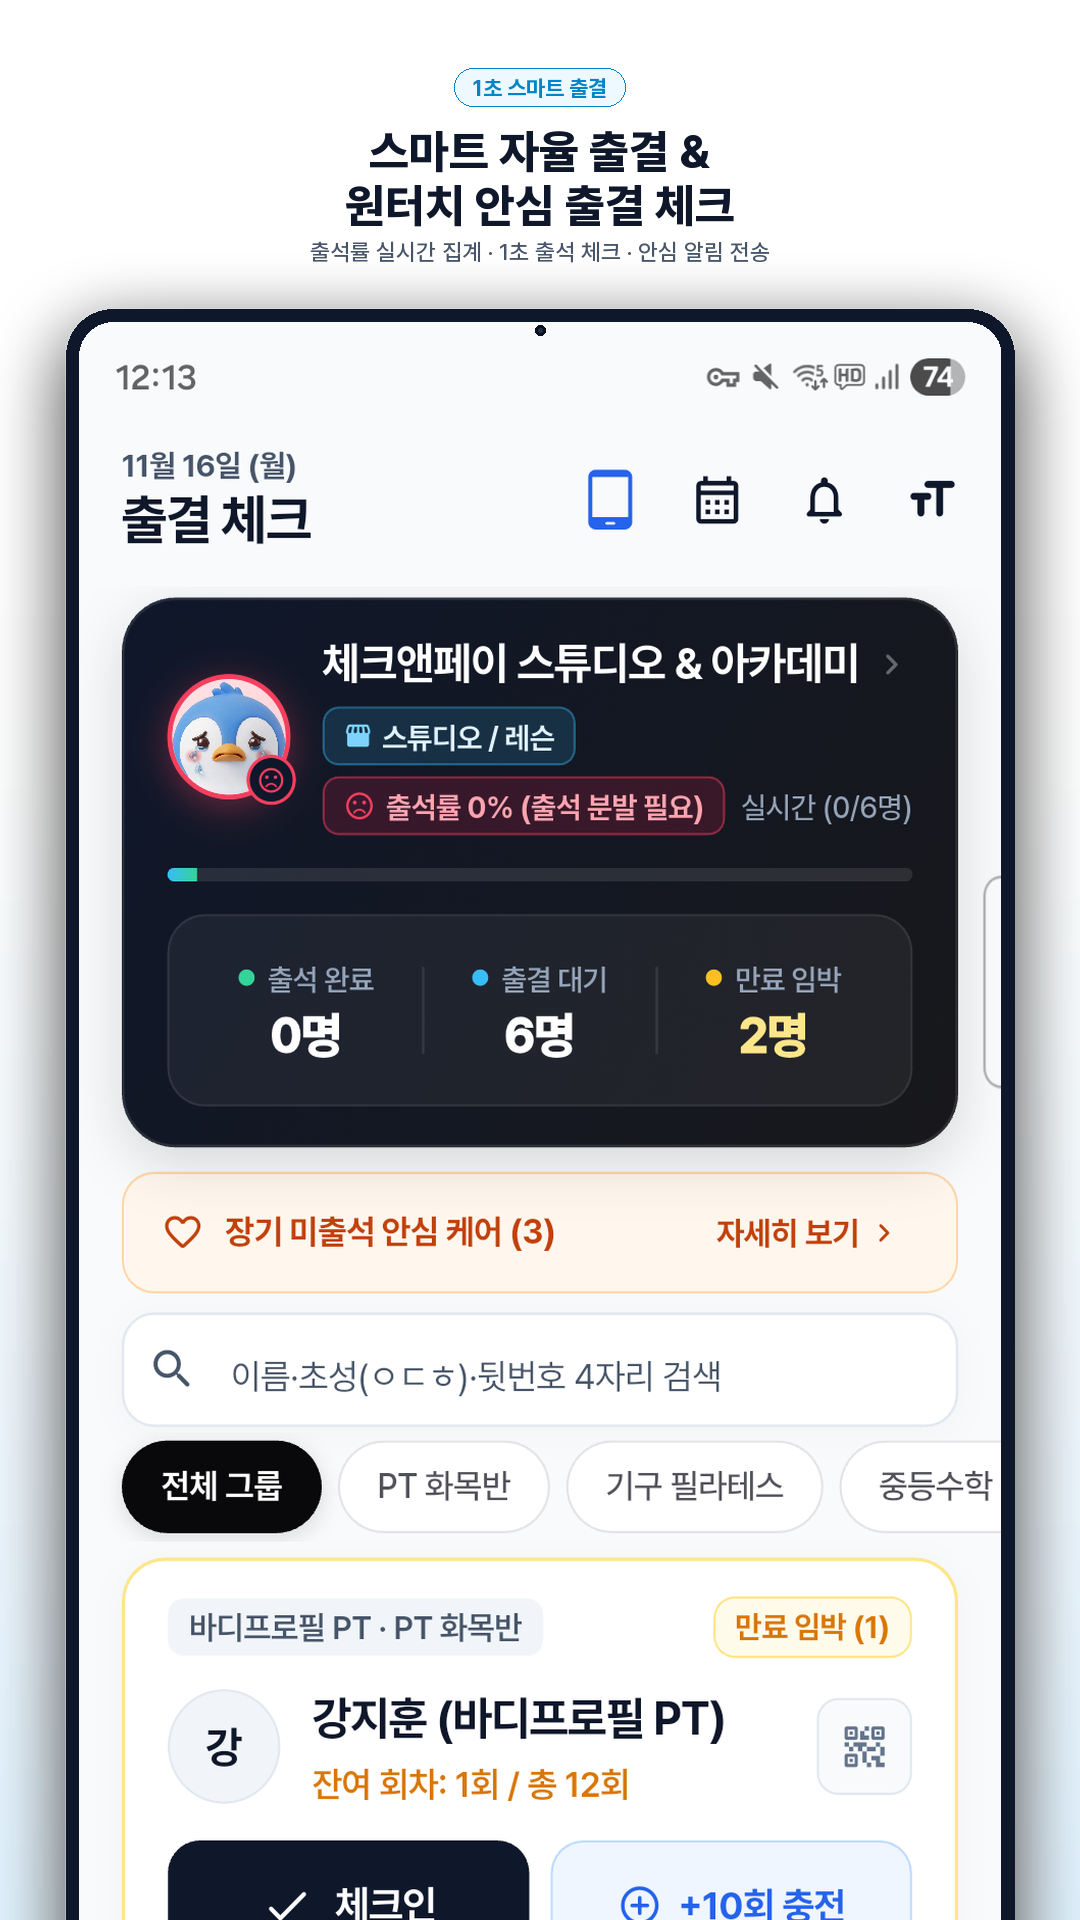 1초 스마트 출결
스마트 자율 출결 &
원터치 안심 출결 체크
출석률 실시간 집계 · 1초 출석 체크 · 안심 알림 전송
12:13
5
HD
74
11월 16일 (월)
출결 체크
체크앤페이 스튜디오 & 아카데미
스튜디오 / 레슨
출석률 0% (출석 분발 필요)
실시간 (0/6명)
출석 완료
0명
출결 대기
6명
만료 임박
2명
장기 미출석 안심 케어 (3)
자세히 보기
이름·초성(ㅇㄷㅎ)·뒷번호 4자리 검색
전체 그룹
PT 화목반
기구 필라테스
중등수학
바디프로필 PT · PT 화목반
만료 임박 (1)
강
강지훈 (바디프로필 PT)
잔여 회차: 1회 / 총 12회
체크인
+10회 충전